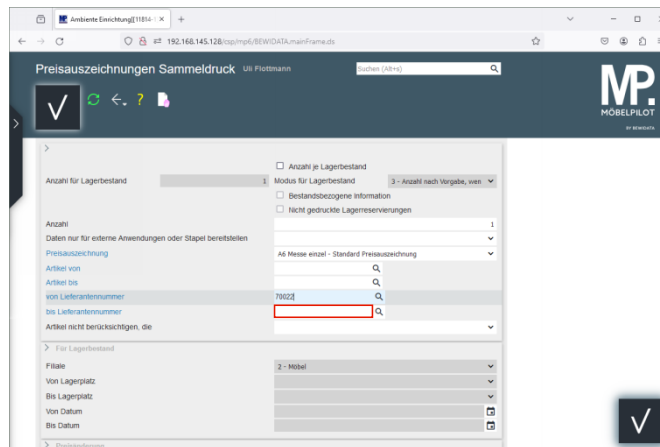 Ambiente Einrichtung[[11814-
192.168.145.128/csp/mp6/BEWIDATA.mainFrame.ds
Preisauszeichnungen Sammeldruck Uli Flottmann
Suchen (Alt+s)
MP.
MÖBELPILOT
BY BEWIDATA
Anzahl je Lagerbestand
Anzahl für Lagerbestand 1 Modus für Lagerbestand 3 - Anzahl nach Vorgabe, wen
Bestandsbezogene Information
Nicht gedruckte Lagerreservierungen
Anzahl 1
Daten nur für externe Anwendungen oder Stapel bereitstellen
Preisauszeichnung A6 Messe einzel - Standard Preisauszeichnung
Artikel von
Artikel bis
von Lieferantennummer 70022
bis Lieferantennummer
Artikel nicht berücksichtigen, die
Für Lagerbestand
Filiale 2 - Möbel
Von Lagerplatz
Bis Lagerplatz
Von Datum
Bis Datum